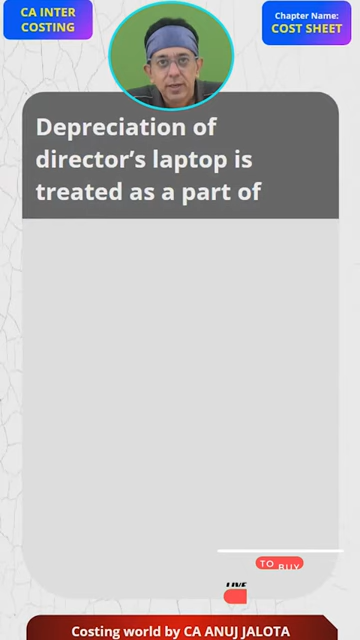 CA INTER
COSTING
Chapter Name:
COST SHEET
Depreciation of
director’s laptop is
treated as a part of
TO BUY
LIVE
Costing world by CA ANUJ JALOTA